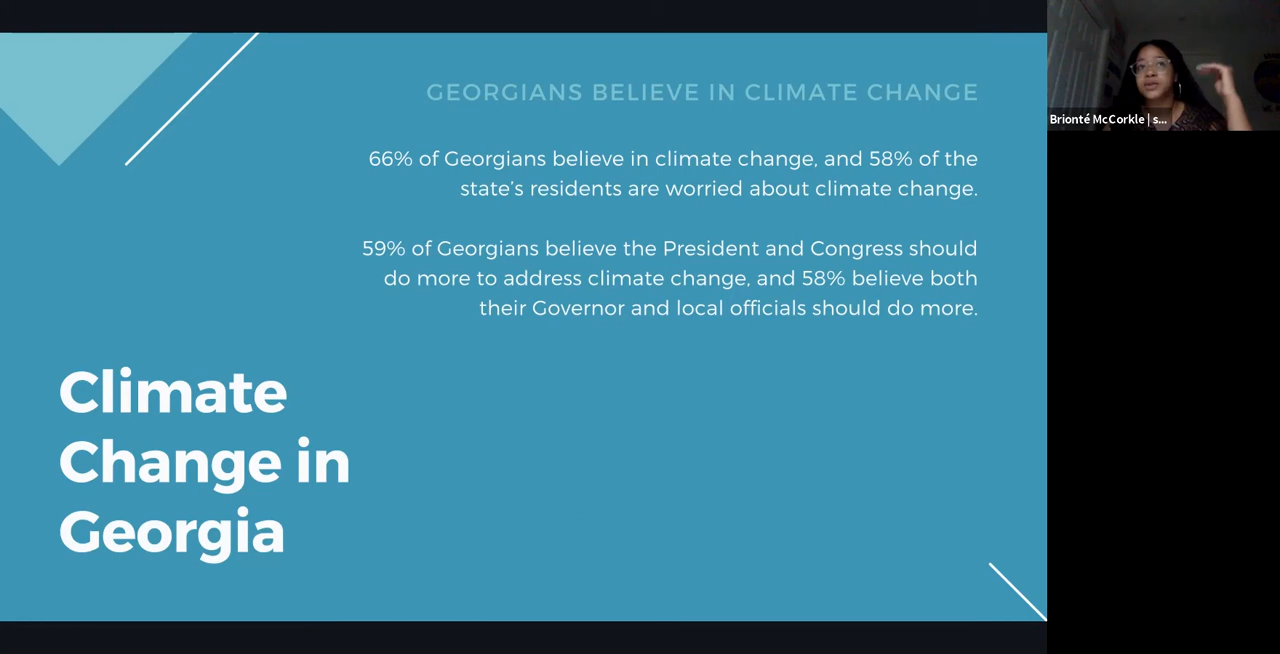 GEORGIANS BELIEVE IN CLIMATE CHANGE
66% of Georgians believe in climate change, and 58% of the
state's residents are worried about climate change.
59% of Georgians believe the President and Congress should
do more to address climate change, and 58% believe both
their Governor and local officials should do more.
Climate
Change in
Georgia
Brionté McCorkle | s...